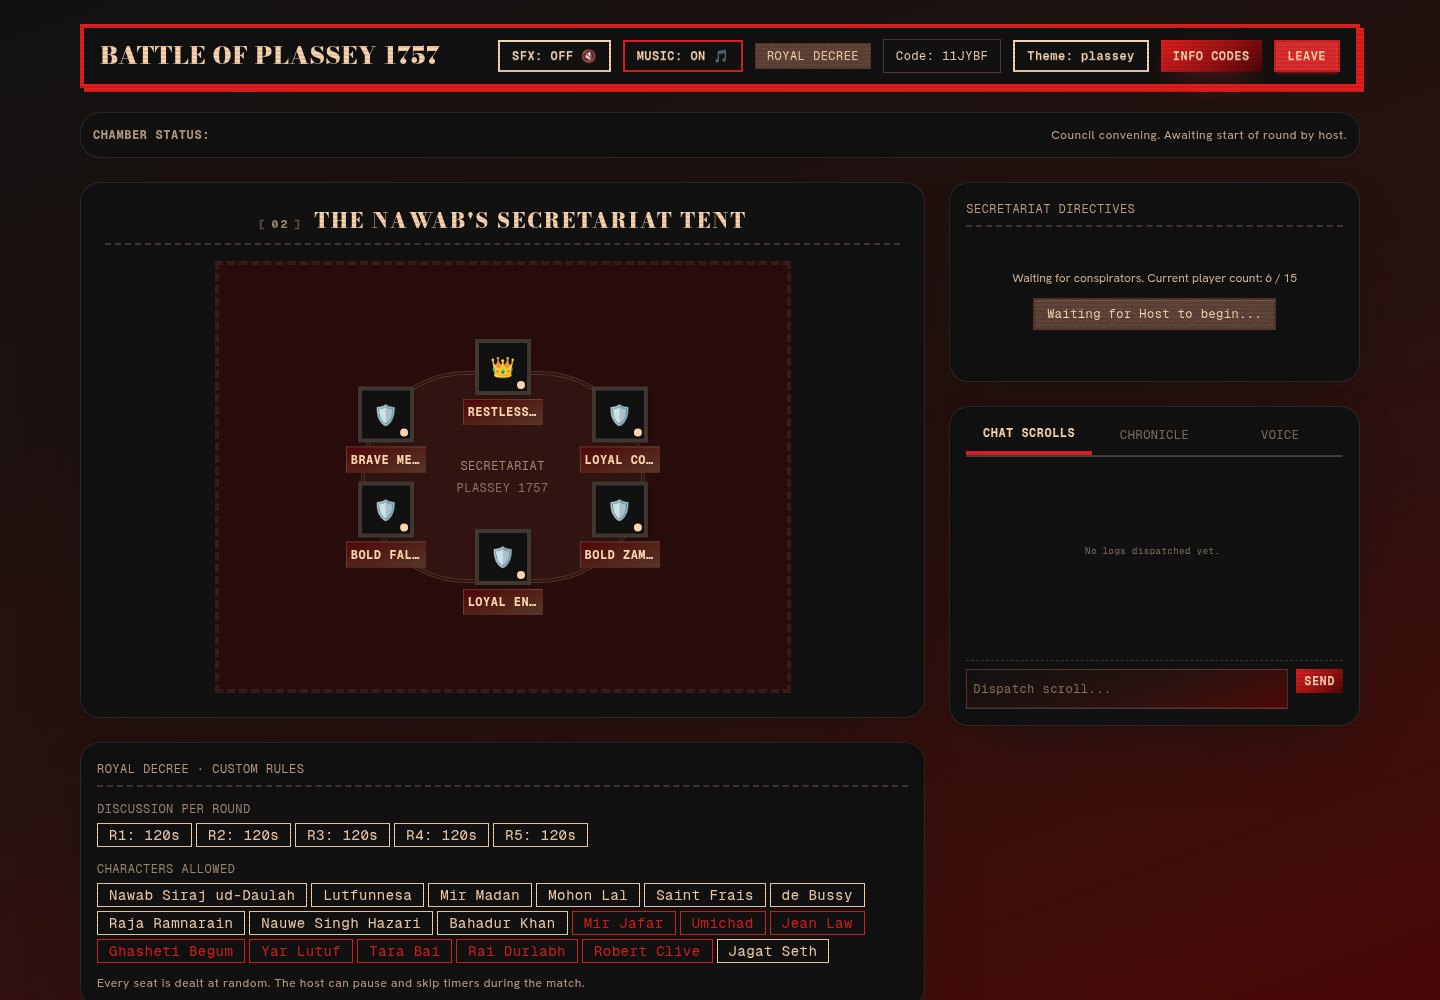 BATTLE OF PLASSEY 1757
SFX: OFF 🔇
MUSIC: ON 🎵
ROYAL DECREE
Code: 11JYBF
Theme: plassey
INFO CODES
LEAVE
CHAMBER STATUS:
Council convening. Awaiting start of round by host.
[ 02 ] THE NAWAB'S SECRETARIAT TENT
RESTLESS…
BRAVE ME…
LOYAL CO…
SECRETARIAT
PLASSEY 1757
BOLD FAL…
BOLD ZAM…
LOYAL EN…
SECRETARIAT DIRECTIVES
Waiting for conspirators. Current player count: 6 / 15
Waiting for Host to begin...
CHAT SCROLLS
CHRONICLE
VOICE
No logs dispatched yet.
Dispatch scroll...
SEND
ROYAL DECREE · CUSTOM RULES
DISCUSSION PER ROUND
R1: 120s R2: 120s R3: 120s R4: 120s R5: 120s
CHARACTERS ALLOWED
Nawab Siraj ud-Daulah Lutfunnesa Mir Madan Mohon Lal Saint Frais de Bussy
Raja Ramnarain Nauwe Singh Hazari Bahadur Khan Mir Jafar Umichad Jean Law
Ghasheti Begum Yar Lutuf Tara Bai Rai Durlabh Robert Clive Jagat Seth
Every seat is dealt at random. The host can pause and skip timers during the match.